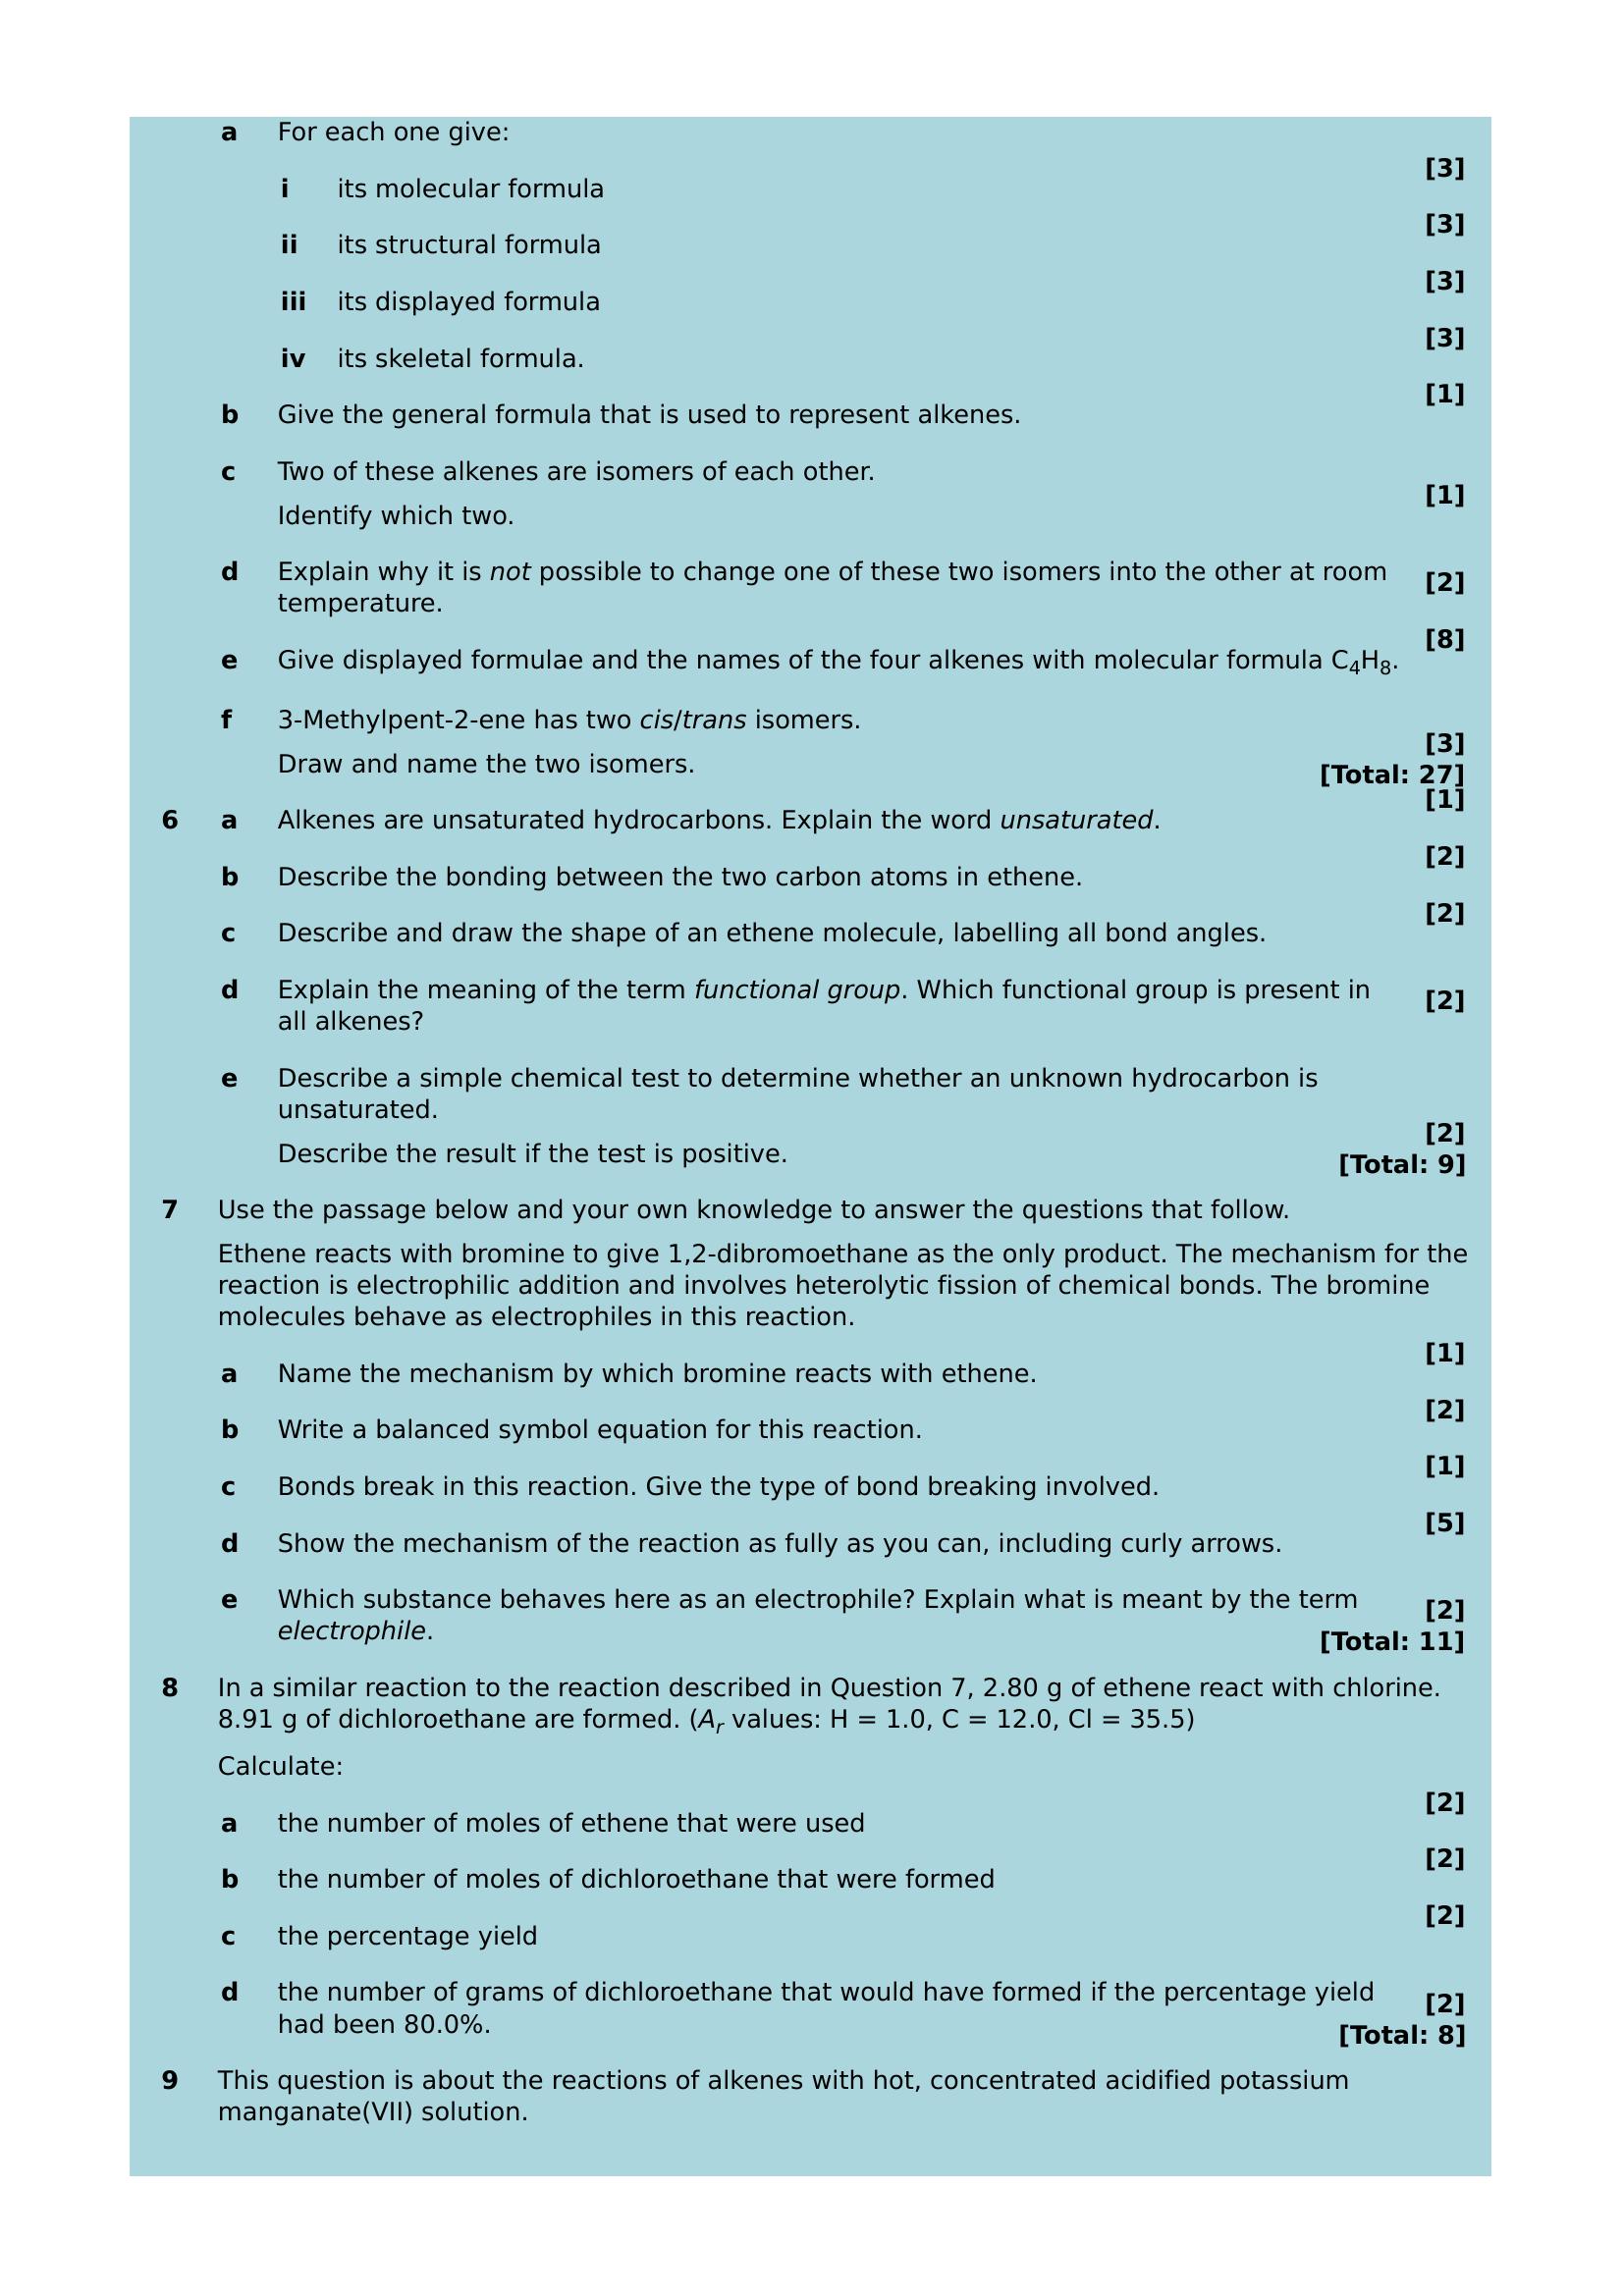 a For each one give:
[3]
i its molecular formula
[3]
ii its structural formula
[3]
iii its displayed formula
[3]
iv its skeletal formula.
[1]
b Give the general formula that is used to represent alkenes.
c Two of these alkenes are isomers of each other.
[1]
Identify which two.
d Explain why it is not possible to change one of these two isomers into the other at room
[2]
temperature.
[8]
e Give displayed formulae and the names of the four alkenes with molecular formula C₄H₈.
f 3-Methylpent-2-ene has two cis/trans isomers.
[3]
Draw and name the two isomers.
[Total: 27]
[1]
6 a Alkenes are unsaturated hydrocarbons. Explain the word unsaturated.
[2]
b Describe the bonding between the two carbon atoms in ethene.
[2]
c Describe and draw the shape of an ethene molecule, labelling all bond angles.
d Explain the meaning of the term functional group. Which functional group is present in
[2]
all alkenes?
e Describe a simple chemical test to determine whether an unknown hydrocarbon is
unsaturated.
[2]
Describe the result if the test is positive.
[Total: 9]
7 Use the passage below and your own knowledge to answer the questions that follow.
Ethene reacts with bromine to give 1,2-dibromoethane as the only product. The mechanism for the
reaction is electrophilic addition and involves heterolytic fission of chemical bonds. The bromine
molecules behave as electrophiles in this reaction.
[1]
a Name the mechanism by which bromine reacts with ethene.
[2]
b Write a balanced symbol equation for this reaction.
[1]
c Bonds break in this reaction. Give the type of bond breaking involved.
[5]
d Show the mechanism of the reaction as fully as you can, including curly arrows.
e Which substance behaves here as an electrophile? Explain what is meant by the term
[2]
electrophile.
[Total: 11]
8 In a similar reaction to the reaction described in Question 7, 2.80 g of ethene react with chlorine.
8.91 g of dichloroethane are formed. (Aᵣ values: H = 1.0, C = 12.0, Cl = 35.5)
Calculate:
[2]
a the number of moles of ethene that were used
[2]
b the number of moles of dichloroethane that were formed
[2]
c the percentage yield
d the number of grams of dichloroethane that would have formed if the percentage yield
[2]
had been 80.0%.
[Total: 8]
9 This question is about the reactions of alkenes with hot, concentrated acidified potassium
manganate(VII) solution.